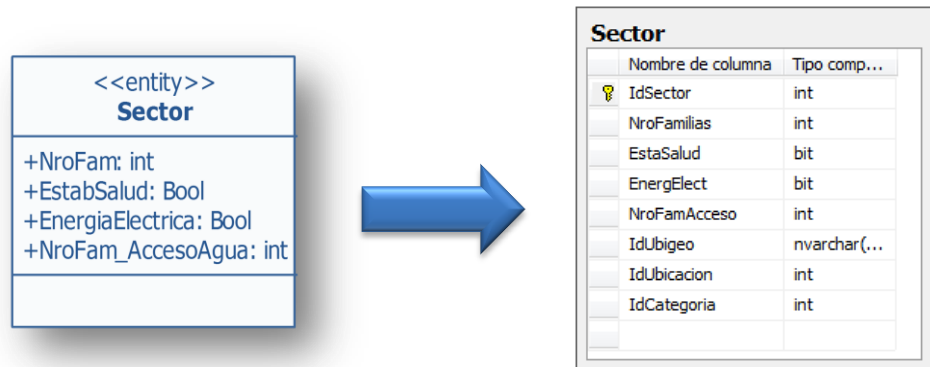 <<entity>>
Sector
+NroFam: int
+EstabSalud: Bool
+EnergiaElectrica: Bool
+NroFam_AccesoAgua: int
Sector
Nombre de columna Tipo comp...
IdSector int
NroFamilias int
EstaSalud bit
EnergElect bit
NroFamAcceso int
IdUbigeo nvarchar(...
IdUbicacion int
IdCategoria int